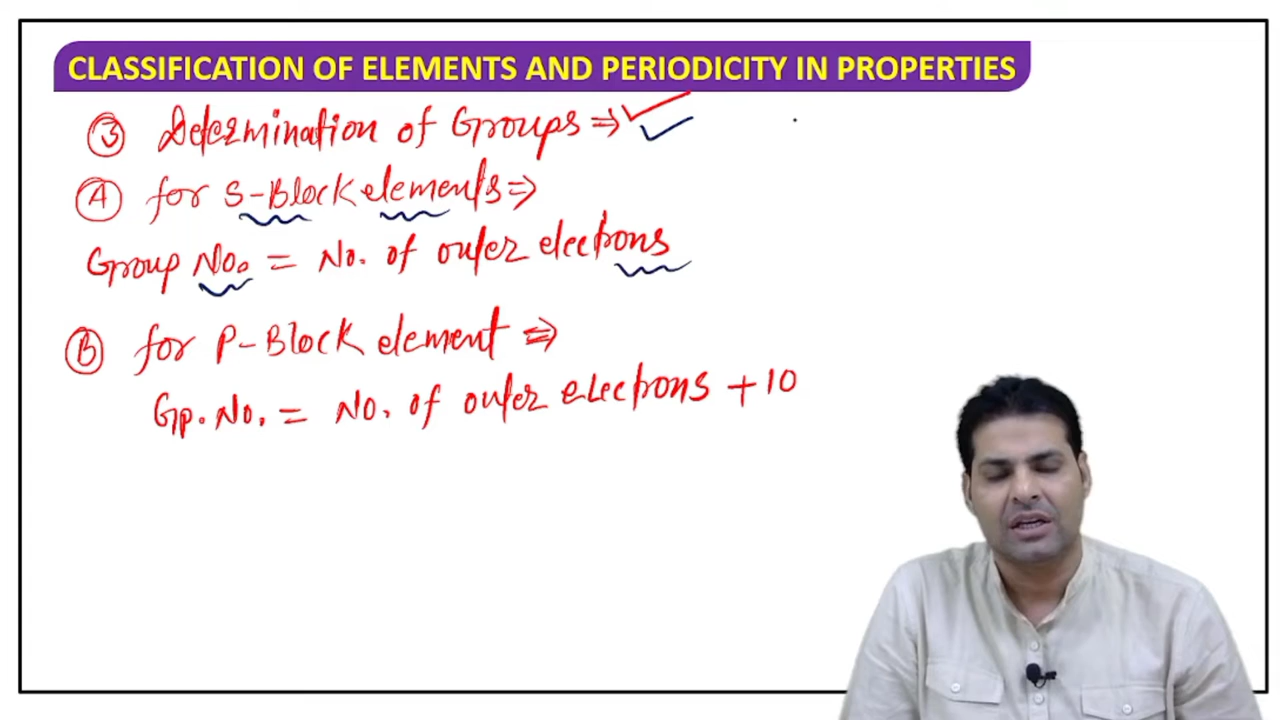 CLASSIFICATION OF ELEMENTS AND PERIODICITY IN PROPERTIES
③ Determination of Groups ⇒
Ⓐ for S-Block elements ⇒
Group No. = No. of outer electrons
Ⓑ for P-Block element ⇒
Gp. No. = No. of outer electrons + 10